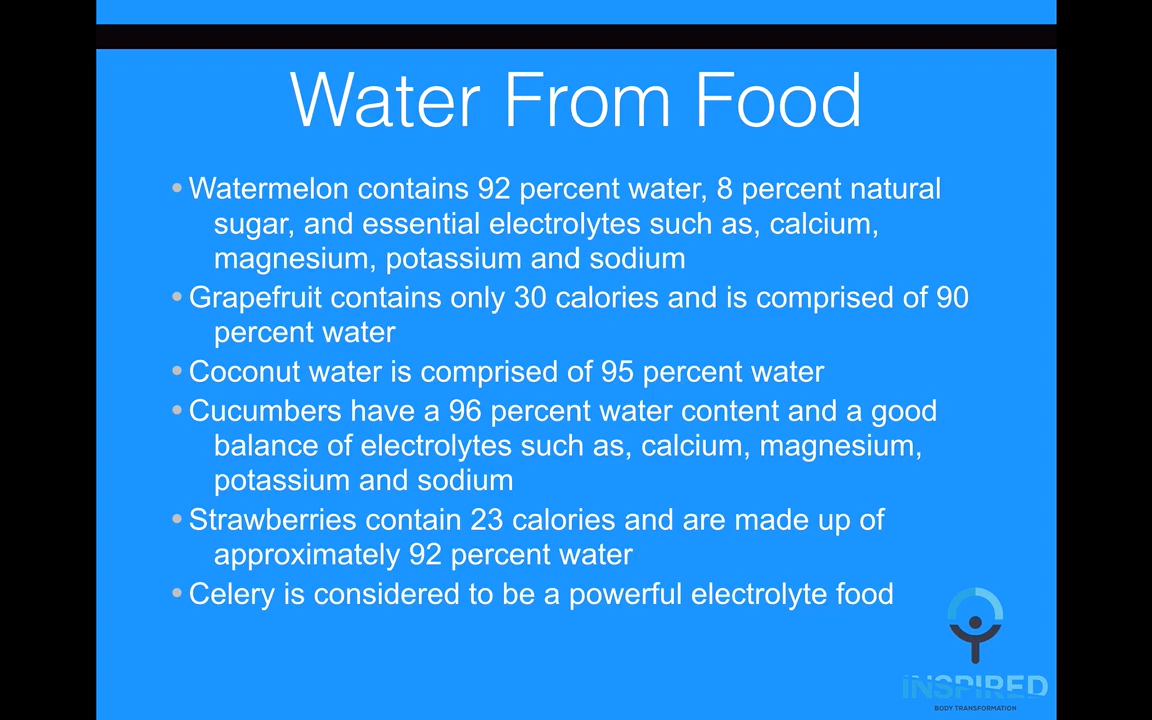 Water From Food
• Watermelon contains 92 percent water, 8 percent natural
sugar, and essential electrolytes such as, calcium,
magnesium, potassium and sodium
• Grapefruit contains only 30 calories and is comprised of 90
percent water
• Coconut water is comprised of 95 percent water
• Cucumbers have a 96 percent water content and a good
balance of electrolytes such as, calcium, magnesium,
potassium and sodium
• Strawberries contain 23 calories and are made up of
approximately 92 percent water
• Celery is considered to be a powerful electrolyte food
INSPIRED
BODY TRANSFORMATION